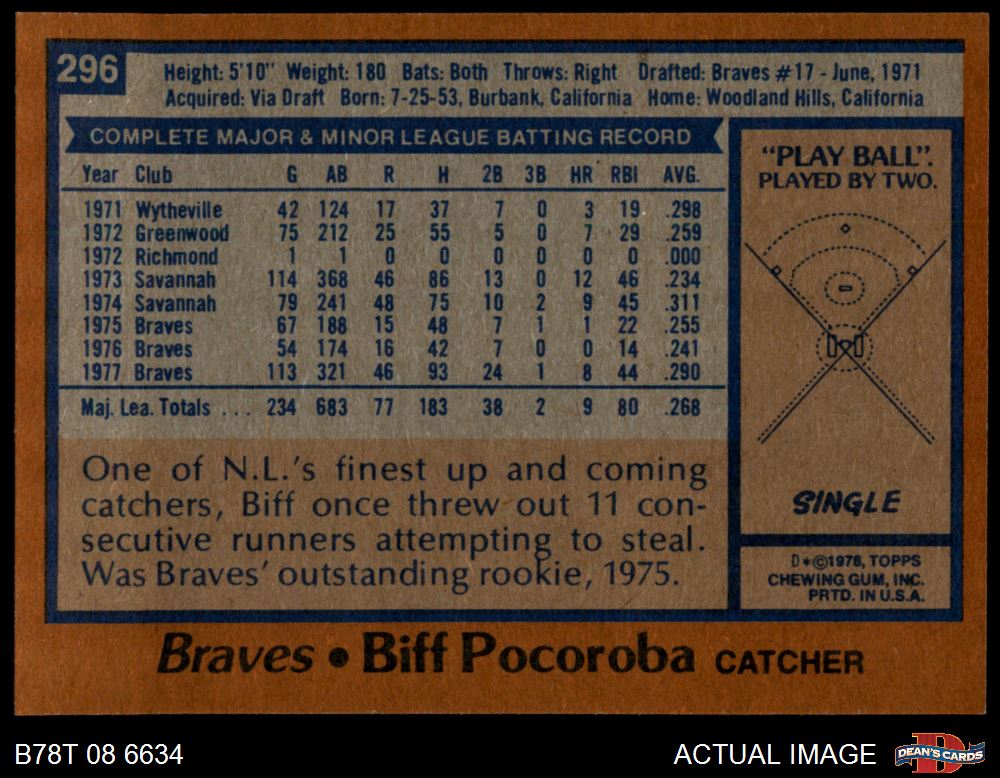 296
Height: 5'10" Weight: 180 Bats: Both Throws: Right Drafted: Braves #17 - June, 1971
Acquired: Via Draft Born: 7-25-53, Burbank, California Home: Woodland Hills, California
COMPLETE MAJOR & MINOR LEAGUE BATTING RECORD
Year Club G AB R H 2B 3B HR RBI AVG.
1971 Wytheville 42 124 17 37 7 0 3 19 .298
1972 Greenwood 75 212 25 55 5 0 7 29 .259
1972 Richmond 1 1 0 0 0 0 0 0 .000
1973 Savannah 114 368 46 86 13 0 12 46 .234
1974 Savannah 79 241 48 75 10 2 9 45 .311
1975 Braves 67 188 15 48 7 1 1 22 .255
1976 Braves 54 174 16 42 7 0 0 14 .241
1977 Braves 113 321 46 93 24 1 8 44 .290
Maj. Lea. Totals . . . 234 683 77 183 38 2 9 80 .268
One of N.L.'s finest up and coming
catchers, Biff once threw out 11 con-
secutive runners attempting to steal.
Was Braves' outstanding rookie, 1975.
"PLAY BALL".
PLAYED BY TWO.
SINGLE
D*©1978, TOPPS
CHEWING GUM, INC.
PRTD. IN U.S.A.
Braves • Biff Pocoroba CATCHER
B78T 08 6634
ACTUAL IMAGE
D
DEAN'S CARDS